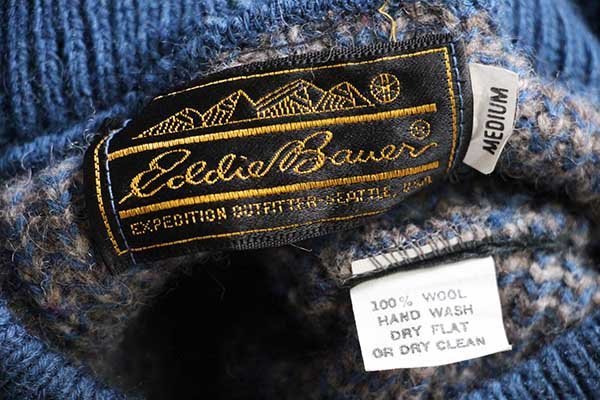 Eddie Bauer®
EXPEDITION OUTFITTER-SEATTLE, USA
MEDIUM
100% WOOL
HAND WASH
DRY FLAT
OR DRY CLEAN